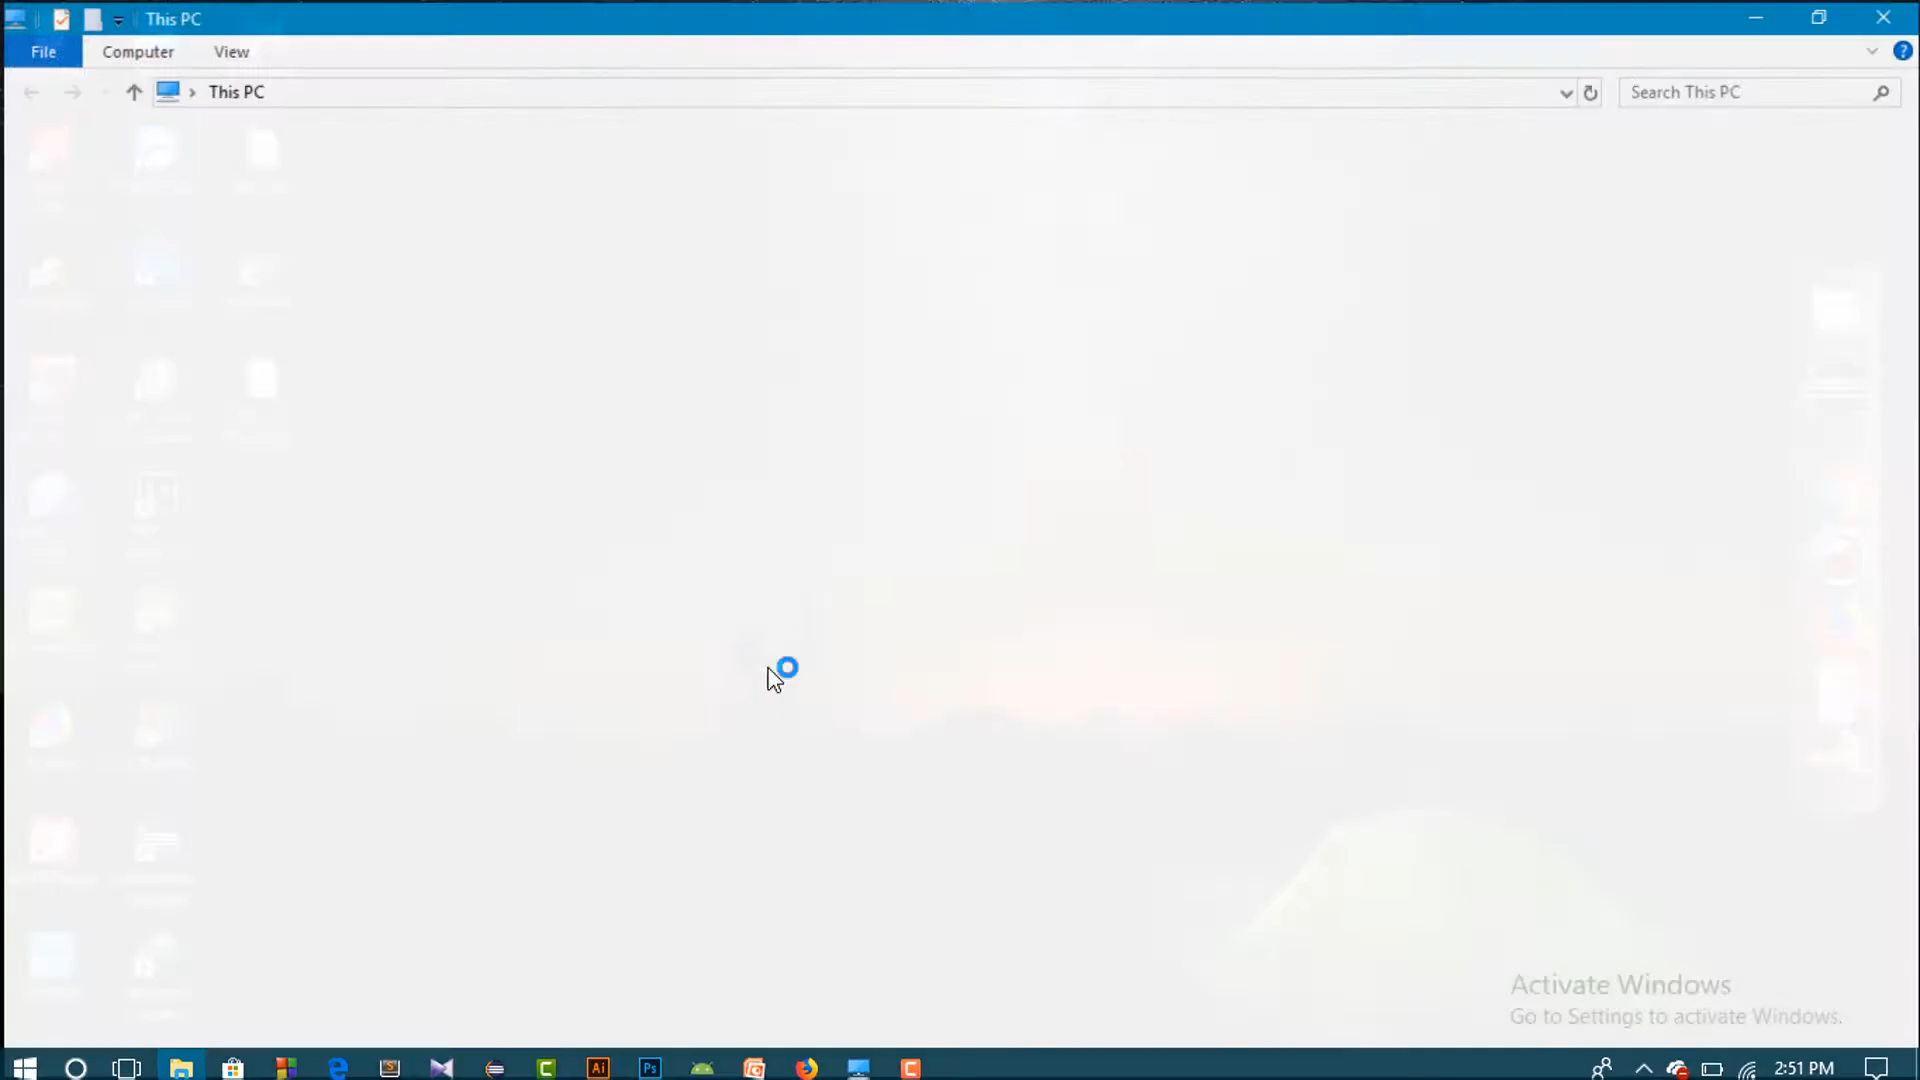 This PC
File Computer View
This PC
Search This PC
Activate Windows
Go to Settings to activate Windows.
Ai Ps 2:51 PM